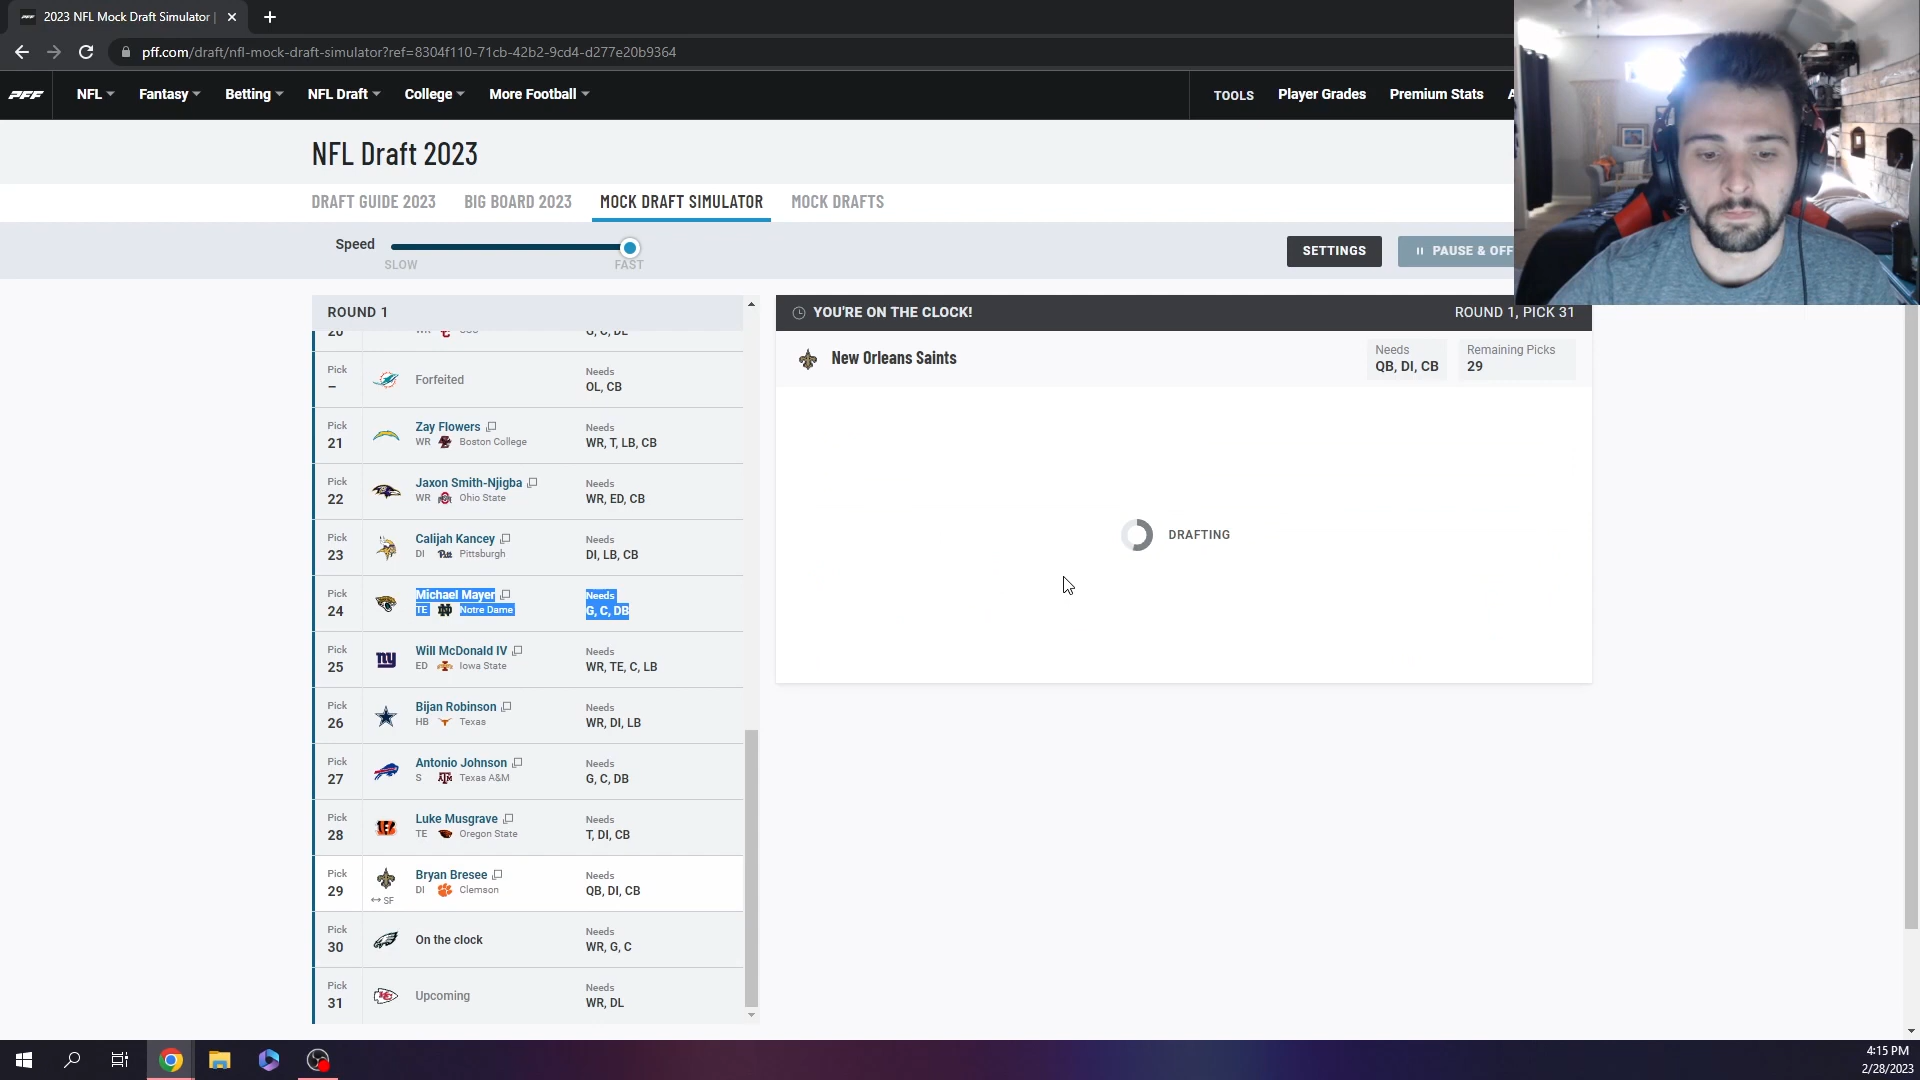 2023 NFL Mock Draft Simulator |
pff.com/draft/nfl-mock-draft-simulator?ref=8304f110-71cb-42b2-9cd4-d277e20b9364
PFF NFL Fantasy Betting NFL Draft College More Football TOOLS Player Grades Premium Stats
NFL Draft 2023
DRAFT GUIDE 2023 BIG BOARD 2023 MOCK DRAFT SIMULATOR MOCK DRAFTS
Speed SLOW FAST SETTINGS PAUSE & OFF
ROUND 1
20 G, C, DL
Pick – Forfeited Needs OL, CB
Pick 21 Zay Flowers WR Boston College Needs WR, T, LB, CB
Pick 22 Jaxon Smith-Njigba WR Ohio State Needs WR, ED, CB
Pick 23 Calijah Kancey DI Pitt Pittsburgh Needs DI, LB, CB
Pick 24 Michael Mayer TE Notre Dame Needs G, C, DB
Pick 25 ny Will McDonald IV ED Iowa State Needs WR, TE, C, LB
Pick 26 Bijan Robinson HB Texas Needs WR, DI, LB
Pick 27 Antonio Johnson S Texas A&M Needs G, C, DB
Pick 28 Luke Musgrave TE Oregon State Needs T, DI, CB
Pick 29 SF Bryan Bresee DI Clemson Needs QB, DI, CB
Pick 30 On the clock Needs WR, G, C
Pick 31 Upcoming Needs WR, DL
YOU'RE ON THE CLOCK! ROUND 1, PICK 31
New Orleans Saints Needs QB, DI, CB Remaining Picks 29
DRAFTING
4:15 PM
2/28/2023